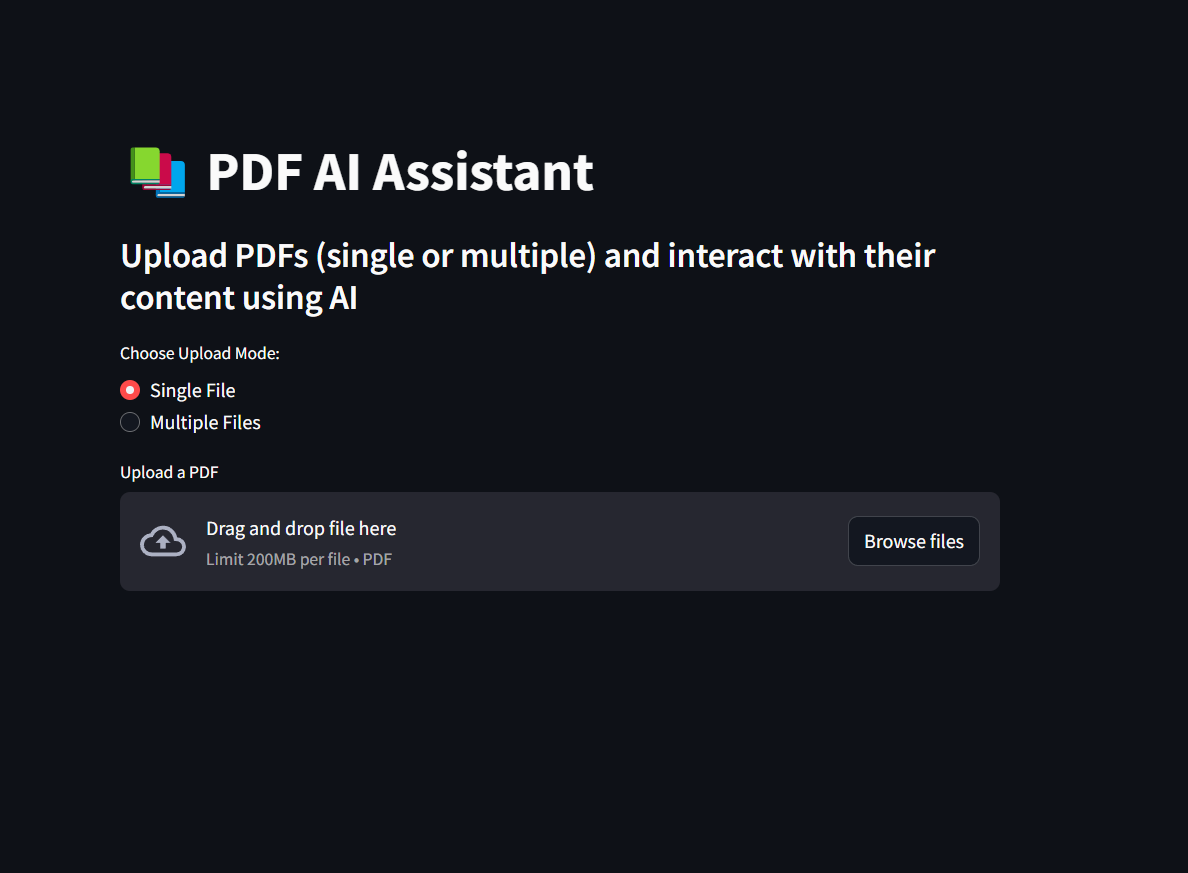 PDF AI Assistant
Upload PDFs (single or multiple) and interact with their
content using AI
Choose Upload Mode:
Single File
Multiple Files
Upload a PDF
Drag and drop file here
Limit 200MB per file • PDF
Browse files